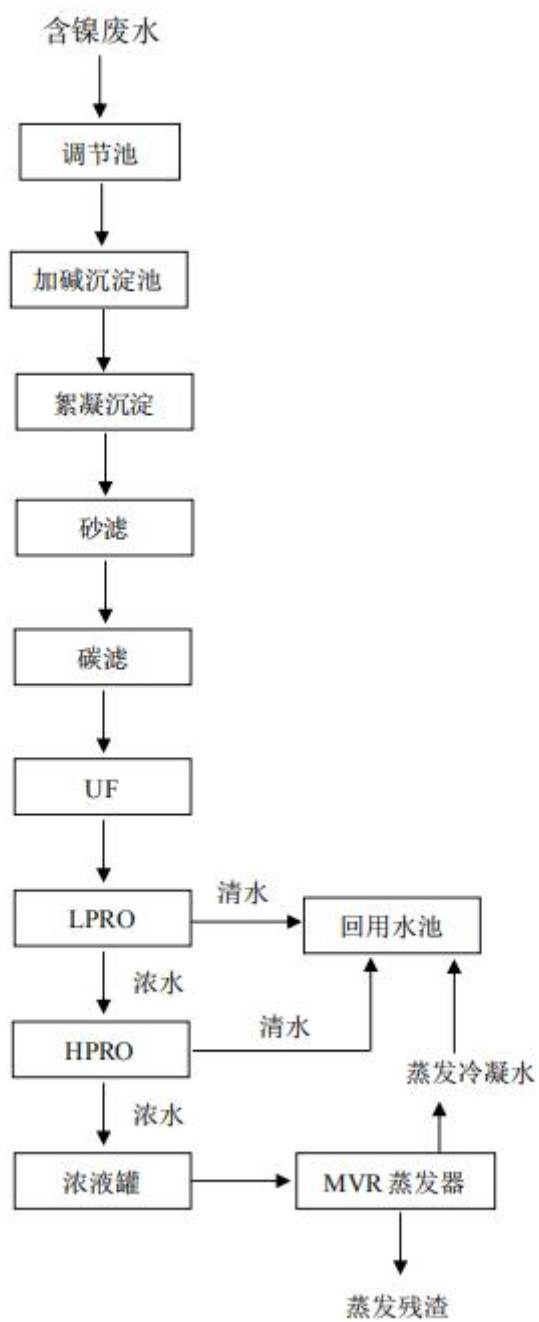 含镍废水
调节池
加碱沉淀池
絮凝沉淀
砂滤
碳滤
UF
LPRO
清水
回用水池
浓水
HPRO
清水
蒸发冷凝水
浓水
浓液罐
MVR 蒸发器
蒸发残渣